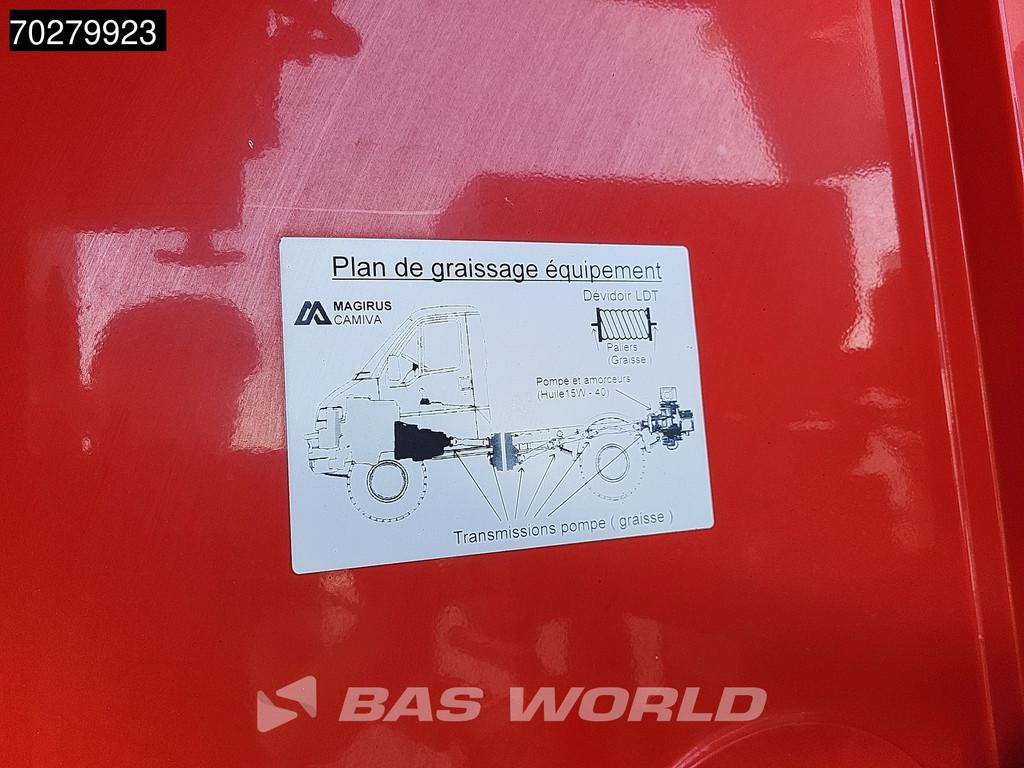 70279923
Plan de graissage équipement
MAGIRUS
CAMIVA
Dévidoir LDT
Paliers
(Graisse )
Pompe et amorceurs
(Huile15W - 40)
Transmissions pompe ( graisse )
BAS WORLD